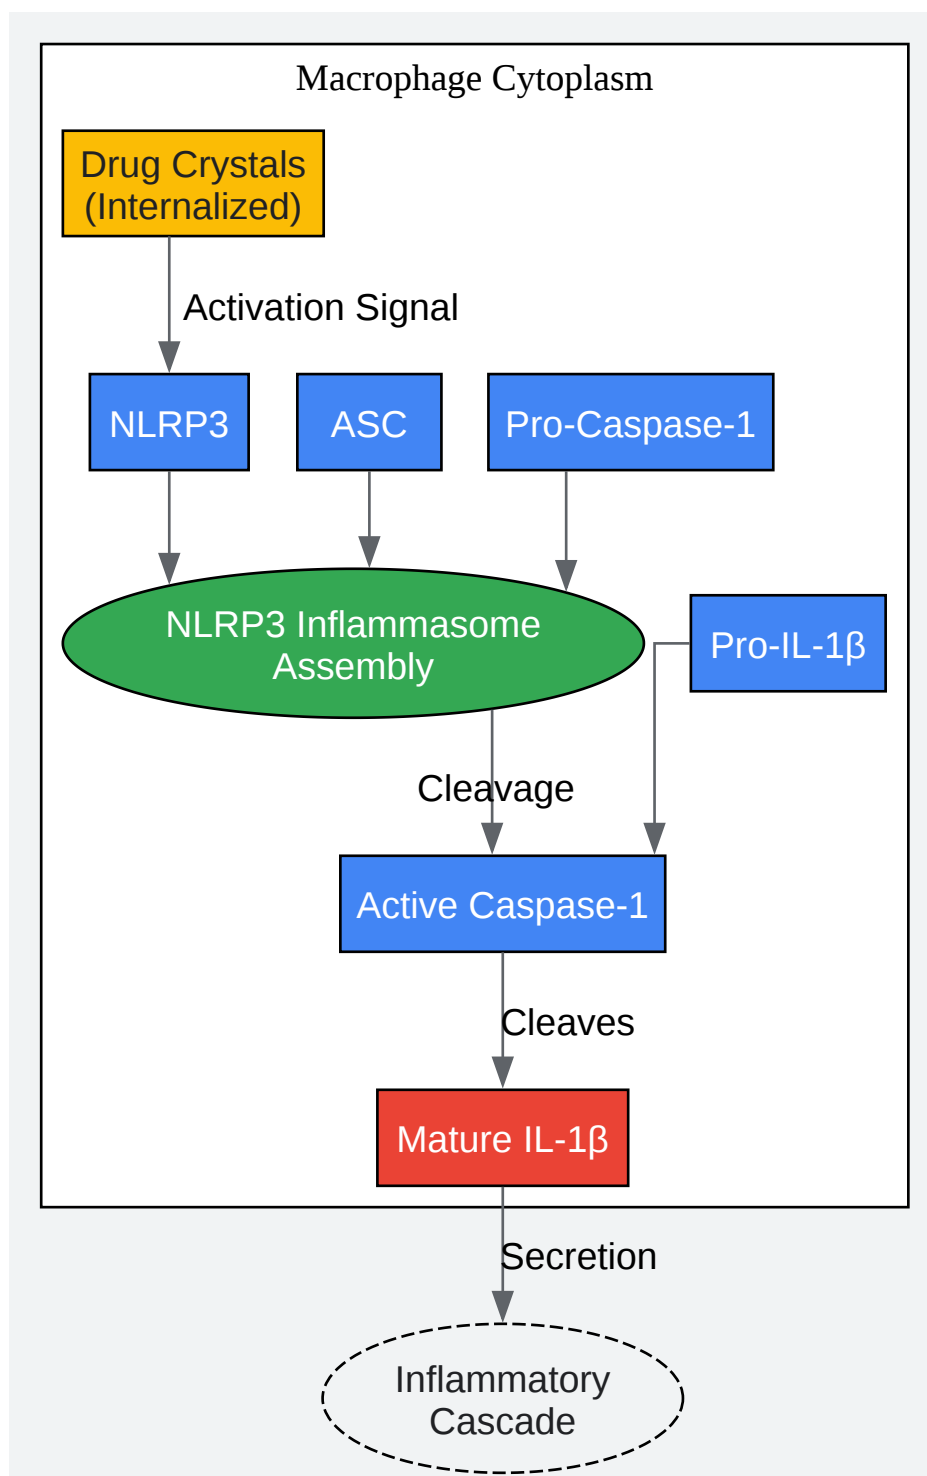 Macrophage Cytoplasm
Drug Crystals
(Internalized)
Activation Signal
NLRP3
ASC
Pro-Caspase-1
NLRP3 Inflammasome
Assembly
Pro-IL-1β
Cleavage
Active Caspase-1
Cleaves
Mature IL-1β
Secretion
Inflammatory
Cascade